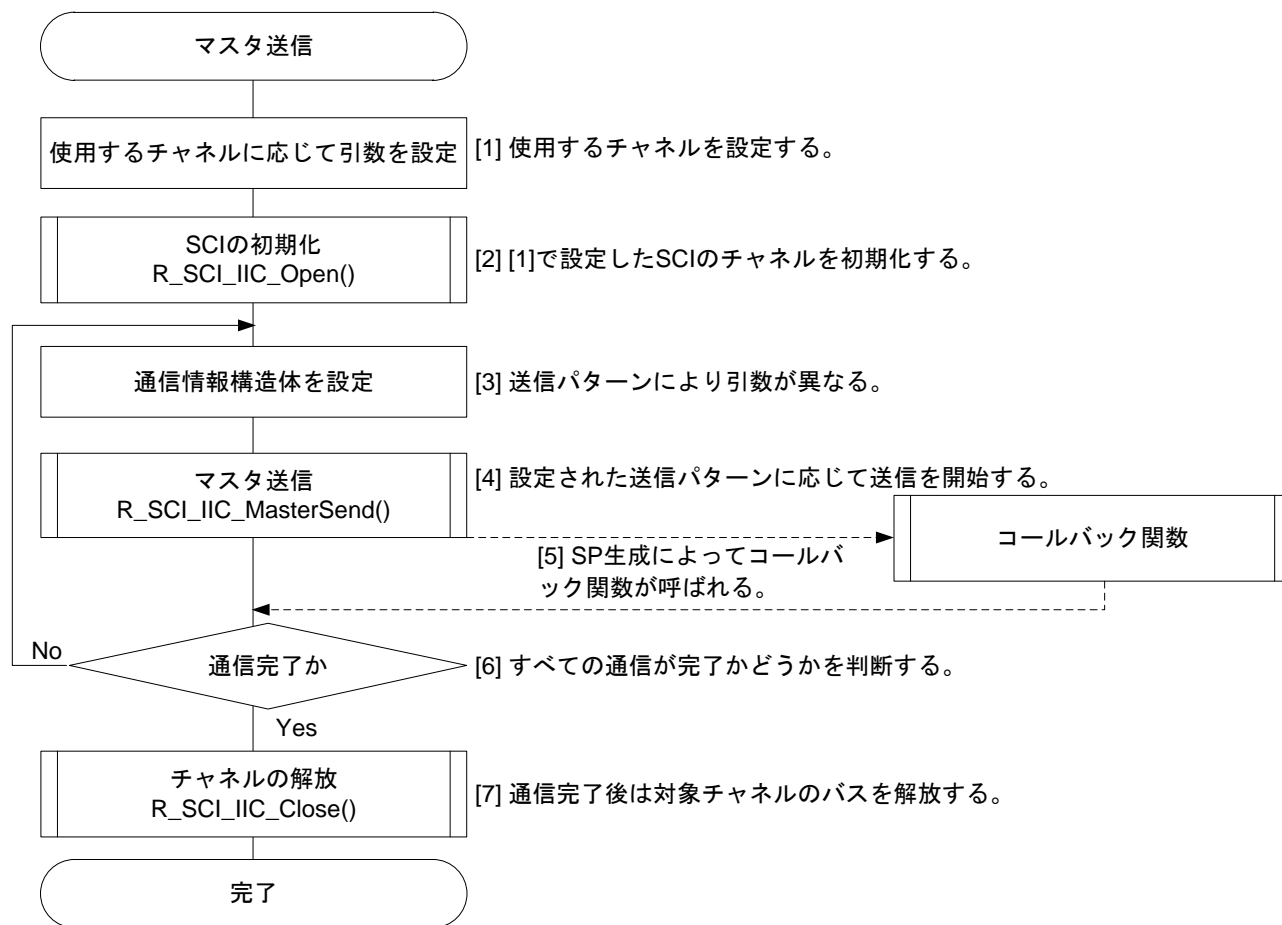 マスタ送信
使用するチャネルに応じて引数を設定
[1] 使用するチャネルを設定する。
SCIの初期化
R_SCI_IIC_Open()
[2] [1]で設定したSCIのチャネルを初期化する。
通信情報構造体を設定
[3] 送信パターンにより引数が異なる。
マスタ送信
R_SCI_IIC_MasterSend()
[4] 設定された送信パターンに応じて送信を開始する。
コールバック関数
[5] SP生成によってコールバ
ック関数が呼ばれる。
No
通信完了か
[6] すべての通信が完了かどうかを判断する。
Yes
チャネルの解放
R_SCI_IIC_Close()
[7] 通信完了後は対象チャネルのバスを解放する。
完了